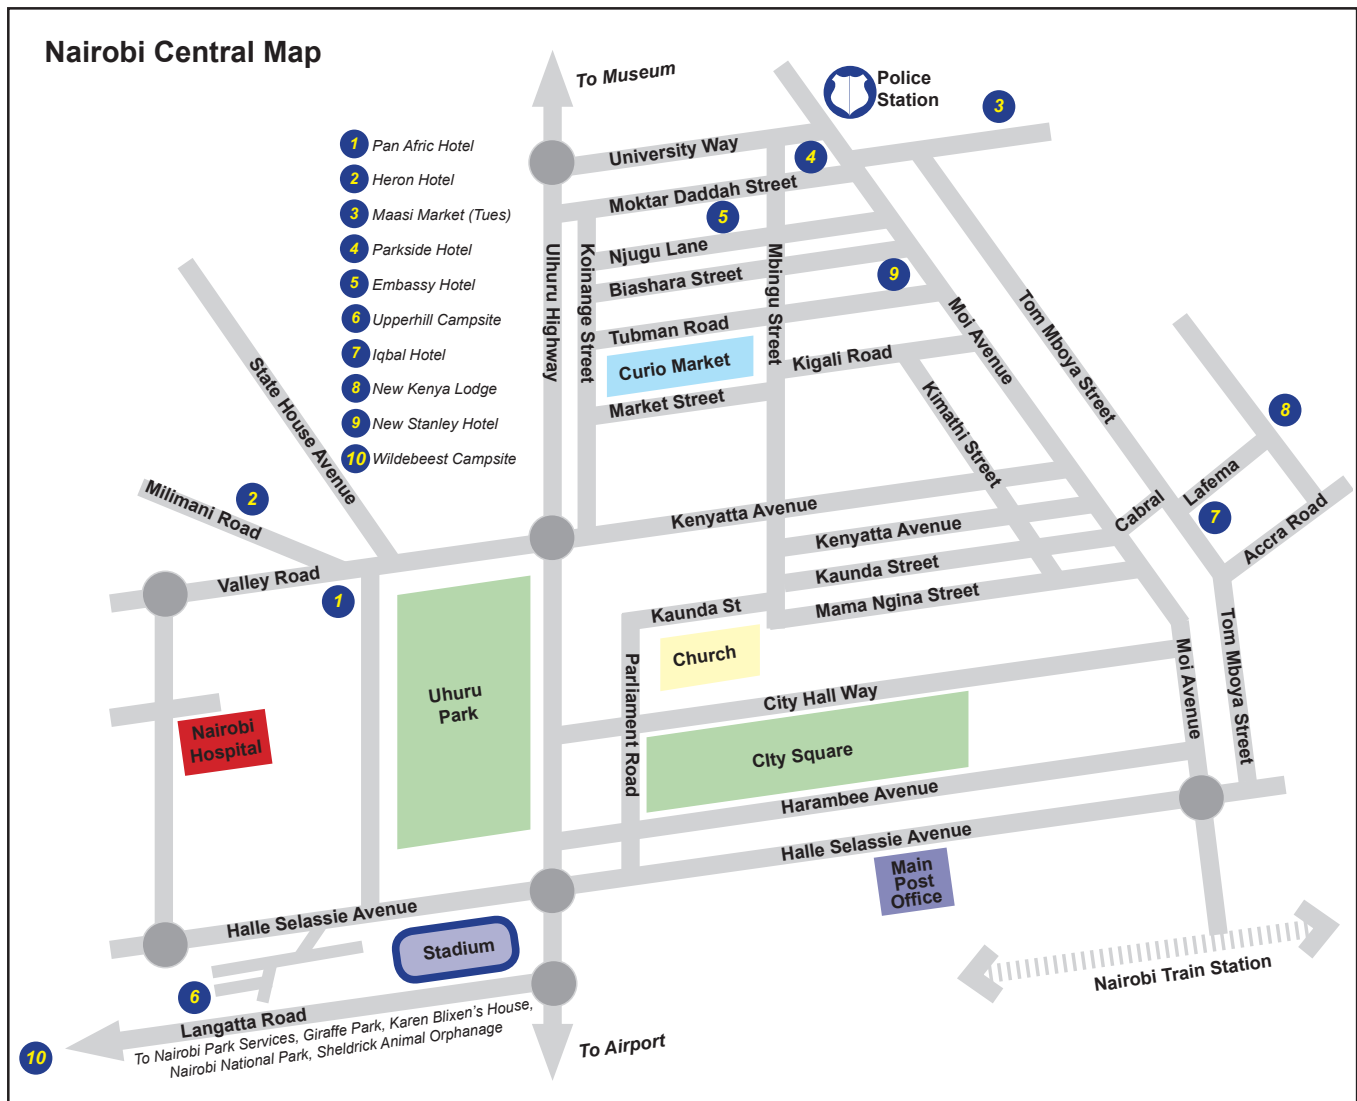 Nairobi Central Map
To Museum
Police
Station
3
1 Pan Afric Hotel
2 Heron Hotel
3 Maasi Market (Tues)
4 Parkside Hotel
5 Embassy Hotel
6 Upperhill Campsite
7 Iqbal Hotel
8 New Kenya Lodge
9 New Stanley Hotel
10 Wildebeest Campsite
University Way
4
Moktar Daddah Street
5
Njugu Lane
Biashara Street
9
Tubman Road
Curio Market
Market Street
Kigali Road
Ulhuru Highway
Koinange Street
Mbingu Street
Moi Avenue
Tom Mboya Street
Kimathi Street
8
State House Avenue
Milimani Road
2
Kenyatta Avenue
Kenyatta Avenue
Cabral
Lafema
7
Accra Road
Valley Road
1
Kaunda Street
Kaunda St
Mama Ngina Street
Church
Parliament Road
Uhuru
Park
City Hall Way
CIty Square
Moi Avenue
Tom Mboya Street
Nairobi
Hospital
Harambee Avenue
Halle Selassie Avenue
Main
Post
Office
Halle Selassie Avenue
Stadium
6
Langatta Road
Nairobi Train Station
To Nairobi Park Services, Giraffe Park, Karen Blixen's House,
Nairobi National Park, Sheldrick Animal Orphanage
10
To Airport